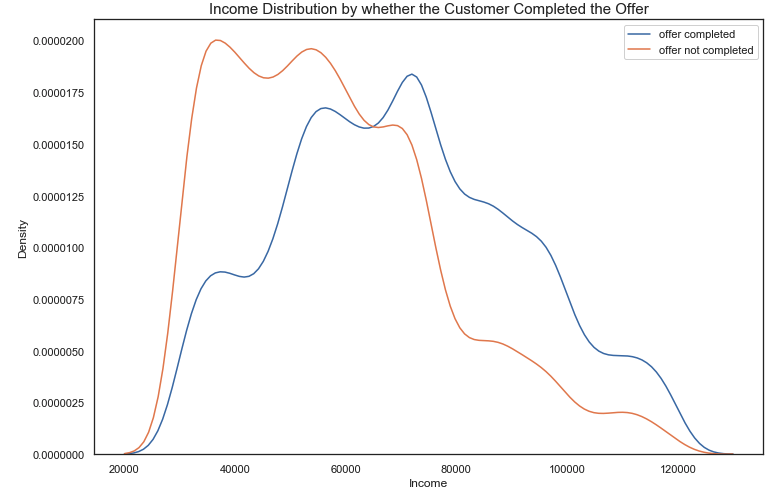 Income Distribution by whether the Customer Completed the Offer
offer completed
offer not completed
0.0000200
0.0000175
0.0000150
0.0000125
0.0000100
0.0000075
0.0000050
0.0000025
0.0000000
Density
20000 40000 60000 80000 100000 120000
Income